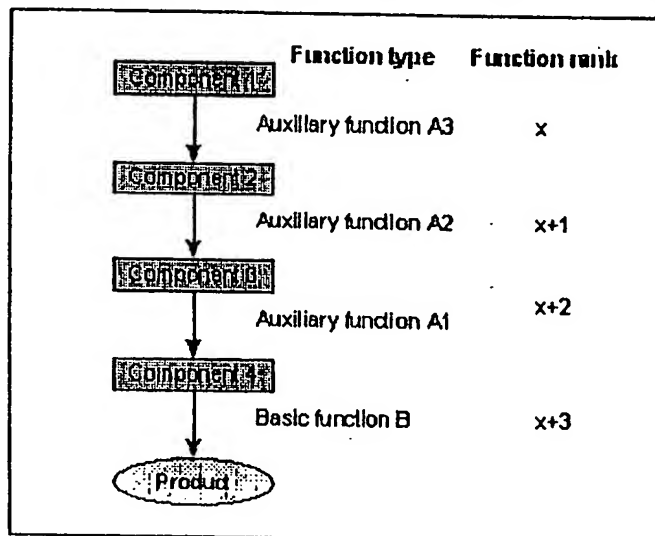 Function type Function rank
Component 1
Auxiliary function A3 x
Component 2
Auxiliary function A2 x+1
Component 3
Auxiliary function A1 x+2
Component 4
Basic function B x+3
Product